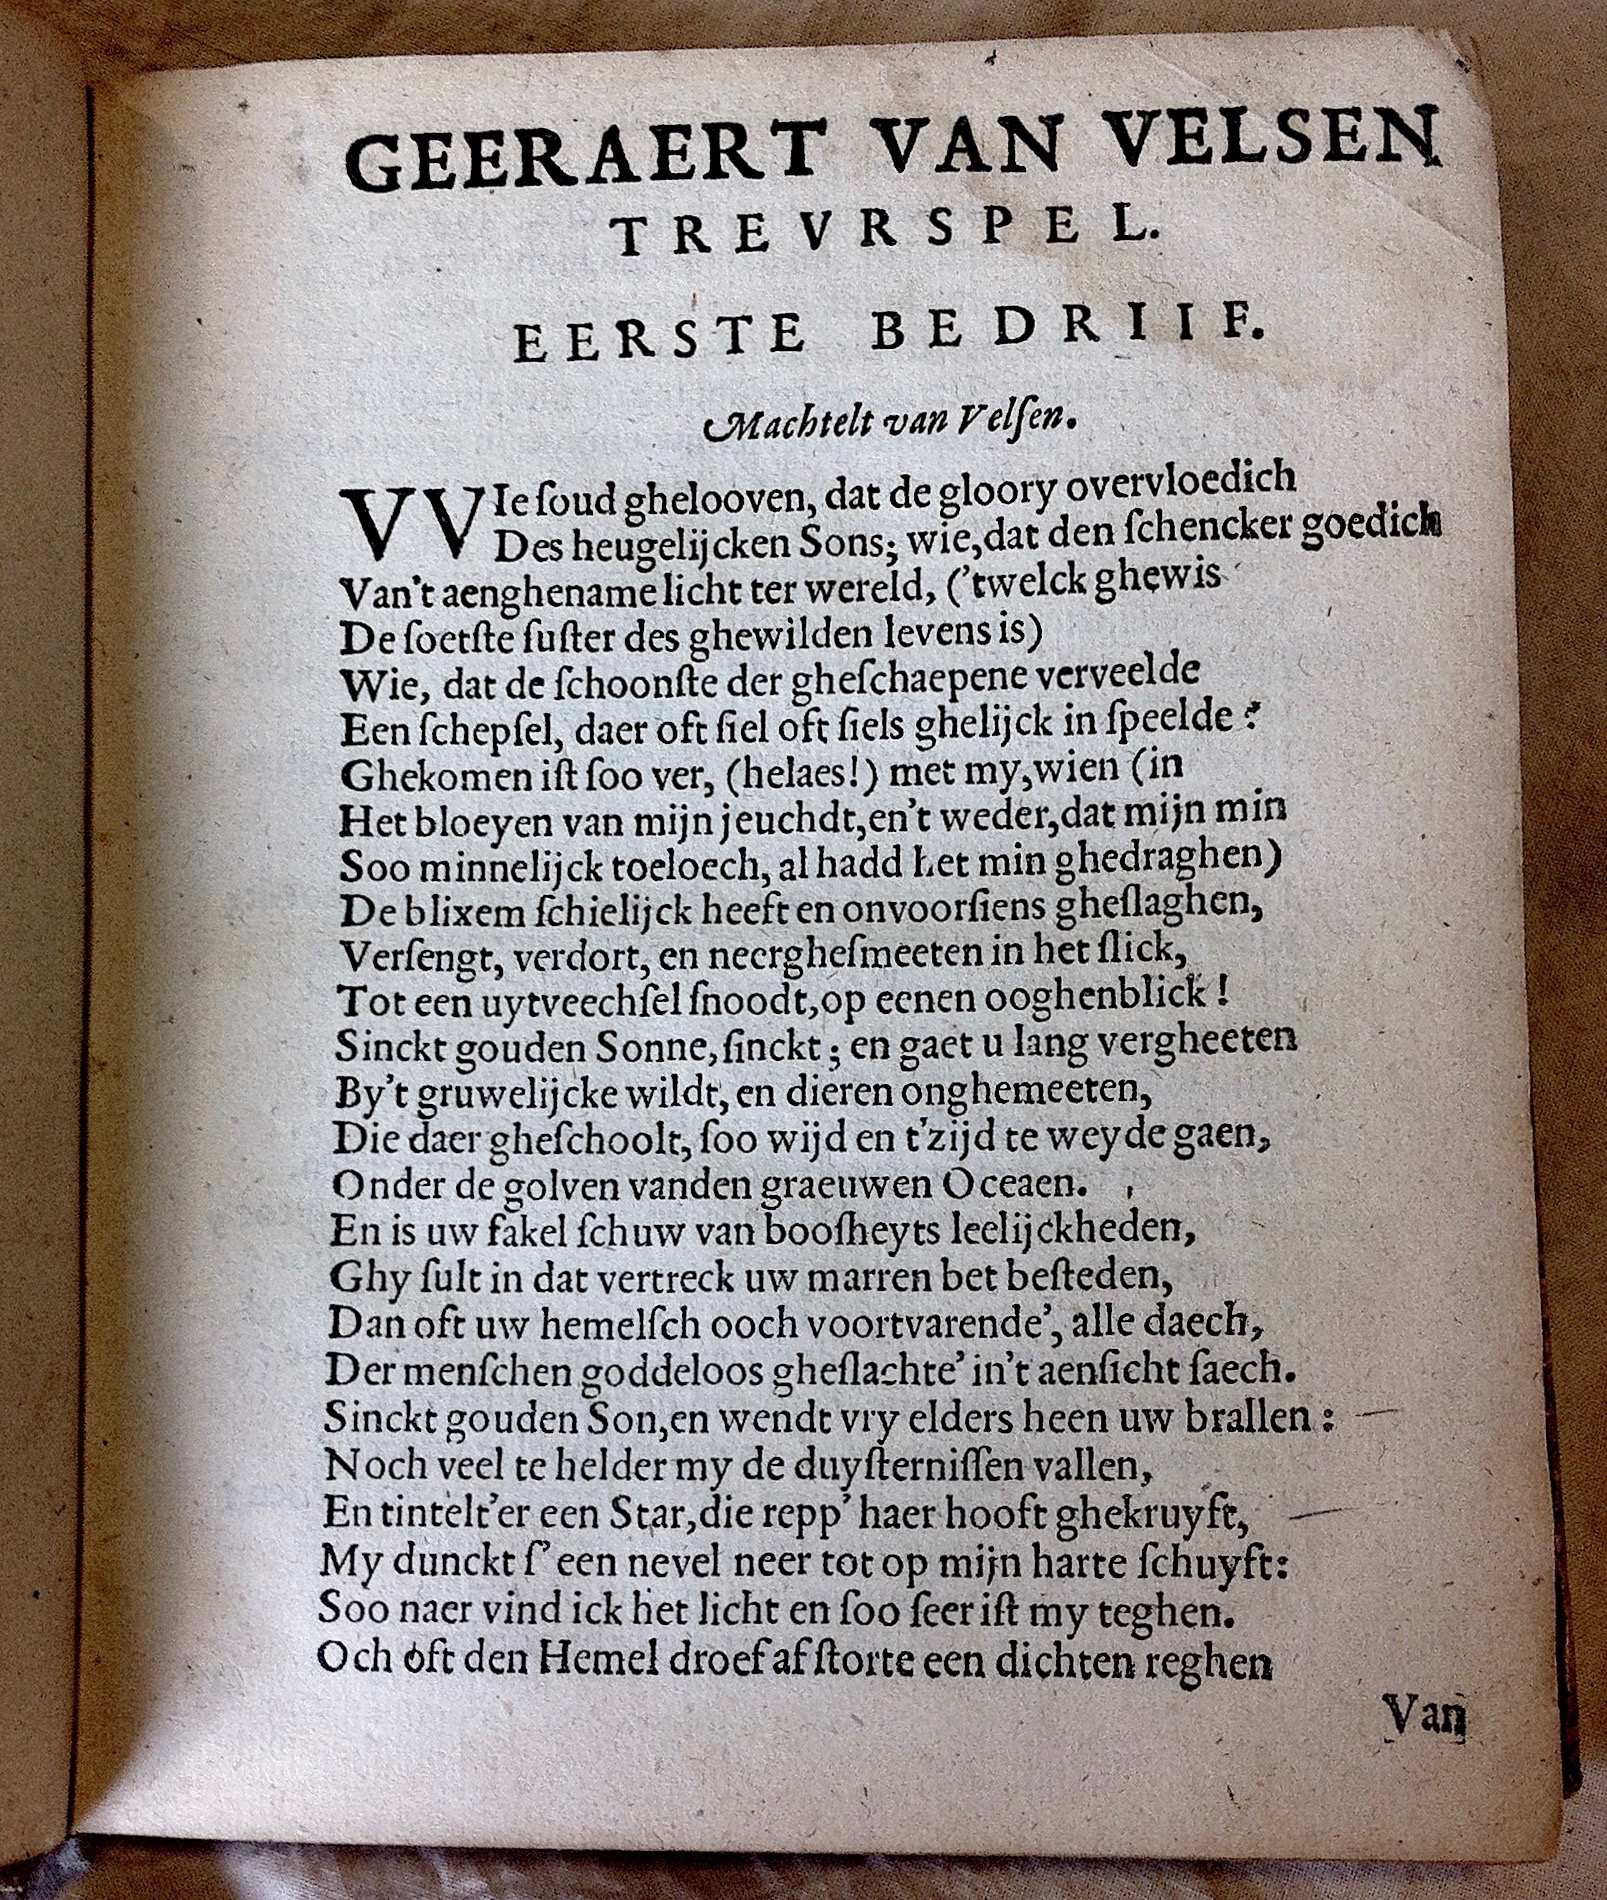 GEERAERT VAN VELSEN
TREVRSPEL.
EERSTE BEDRIIF.
Machtelt van Velſen.
VVIe ſoud ghelooven, dat de gloory overvloedich
Des heugelijcken Sons; wie, dat den ſchencker goedich
Van't aenghename licht ter wereld, ('twelck ghewis
De ſoetſte ſuſter des ghewilden levens is)
Wie, dat de ſchoonſte der gheſchaepene verveelde
Een ſchepſel, daer oft ſiel oft ſiels ghelijck in ſpeelde?
Ghekomen iſt ſoo ver, (helaes!) met my, wien (in
Het bloeyen van mijn jeuchdt, en't weder, dat mijn min
Soo minnelijck toeloech, al hadd het min ghedraghen)
De blixem ſchielijck heeft en onvoorſiens gheſlaghen,
Verſengt, verdort, en neergheſmeeten in het ſlick,
Tot een uytveechſel ſnoodt, op eenen ooghenblick!
Sinckt gouden Sonne, ſinckt; en gaet u lang vergheeten
By't gruwelijcke wildt, en dieren onghemeeten,
Die daer gheſchoolt, ſoo wijd en t'zijd te weyde gaen,
Onder de golven vanden graeuwen Oceaen.
En is uw fakel ſchuw van booſheyts leelijckheden,
Ghy ſult in dat vertreck uw marren bet beſteden,
Dan oft uw hemelſch ooch voortvarende', alle daech,
Der menſchen goddeloos gheſlachte' in't aenſicht ſaech.
Sinckt gouden Son, en wendt vry elders heen uw brallen:
Noch veel te helder my de duyſterniſſen vallen,
En tintelt'er een Star, die repp' haer hooft ghekruyft,
My dunckt ſ'een nevel neer tot op mijn harte ſchuyft:
Soo naer vind ick het licht en ſoo ſeer iſt my teghen.
Och oft den Hemel droef af ſtorte een dichten reghen
Van